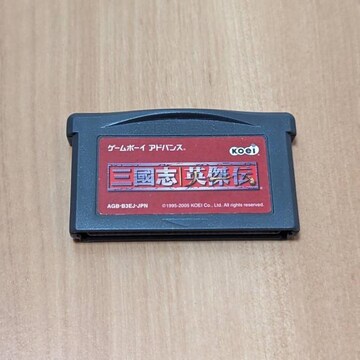 ゲームボーイ アドバンス®
KOEI
三國志 英傑伝
AGB-B3EJ-JPN ©1995-2005 KOEI Co., Ltd. All rights reserved.